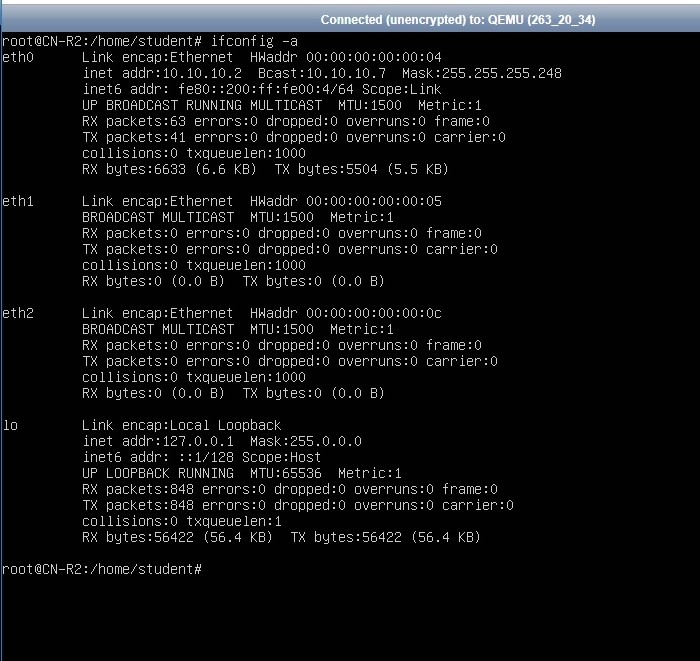 Connected (unencrypted) to: QEMU (263_20_34)
root@CN-R2:/home/student# ifconfig -a
eth0 Link encap:Ethernet HWaddr 00:00:00:00:00:04
inet addr:10.10.10.2 Bcast:10.10.10.7 Mask:255.255.255.248
inet6 addr: fe80::200:ff:fe00:4/64 Scope:Link
UP BROADCAST RUNNING MULTICAST MTU:1500 Metric:1
RX packets:63 errors:0 dropped:0 overruns:0 frame:0
TX packets:41 errors:0 dropped:0 overruns:0 carrier:0
collisions:0 txqueuelen:1000
RX bytes:6633 (6.6 KB) TX bytes:5504 (5.5 KB)
eth1 Link encap:Ethernet HWaddr 00:00:00:00:00:05
BROADCAST MULTICAST MTU:1500 Metric:1
RX packets:0 errors:0 dropped:0 overruns:0 frame:0
TX packets:0 errors:0 dropped:0 overruns:0 carrier:0
collisions:0 txqueuelen:1000
RX bytes:0 (0.0 B) TX bytes:0 (0.0 B)
eth2 Link encap:Ethernet HWaddr 00:00:00:00:00:0c
BROADCAST MULTICAST MTU:1500 Metric:1
RX packets:0 errors:0 dropped:0 overruns:0 frame:0
TX packets:0 errors:0 dropped:0 overruns:0 carrier:0
collisions:0 txqueuelen:1000
RX bytes:0 (0.0 B) TX bytes:0 (0.0 B)
lo Link encap:Local Loopback
inet addr:127.0.0.1 Mask:255.0.0.0
inet6 addr: ::1/128 Scope:Host
UP LOOPBACK RUNNING MTU:65536 Metric:1
RX packets:848 errors:0 dropped:0 overruns:0 frame:0
TX packets:848 errors:0 dropped:0 overruns:0 carrier:0
collisions:0 txqueuelen:1
RX bytes:56422 (56.4 KB) TX bytes:56422 (56.4 KB)
root@CN-R2:/home/student#